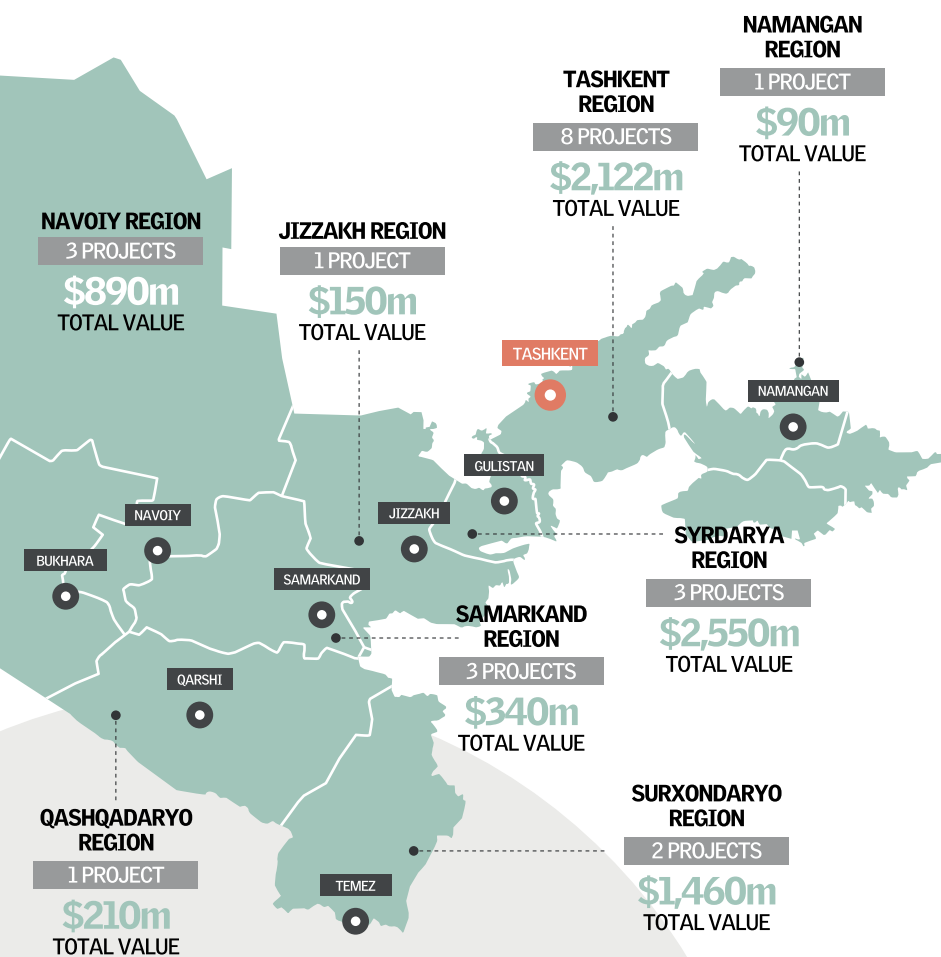 NAMANGAN
REGION
1 PROJECT
$90m
TOTAL VALUE
TASHKENT
REGION
8 PROJECTS
$2,122m
TOTAL VALUE
NAVOIY REGION
3 PROJECTS
$890m
TOTAL VALUE
JIZZAKH REGION
1 PROJECT
$150m
TOTAL VALUE
TASHKENT
NAMANGAN
GULISTAN
JIZZAKH
NAVOIY
BUKHARA
SAMARKAND
SYRDARYA
REGION
3 PROJECTS
$2,550m
TOTAL VALUE
SAMARKAND
REGION
3 PROJECTS
$340m
TOTAL VALUE
QARSHI
QASHQADARYO
REGION
1 PROJECT
$210m
TOTAL VALUE
SURXONDARYO
REGION
2 PROJECTS
$1,460m
TOTAL VALUE
TEMEZ